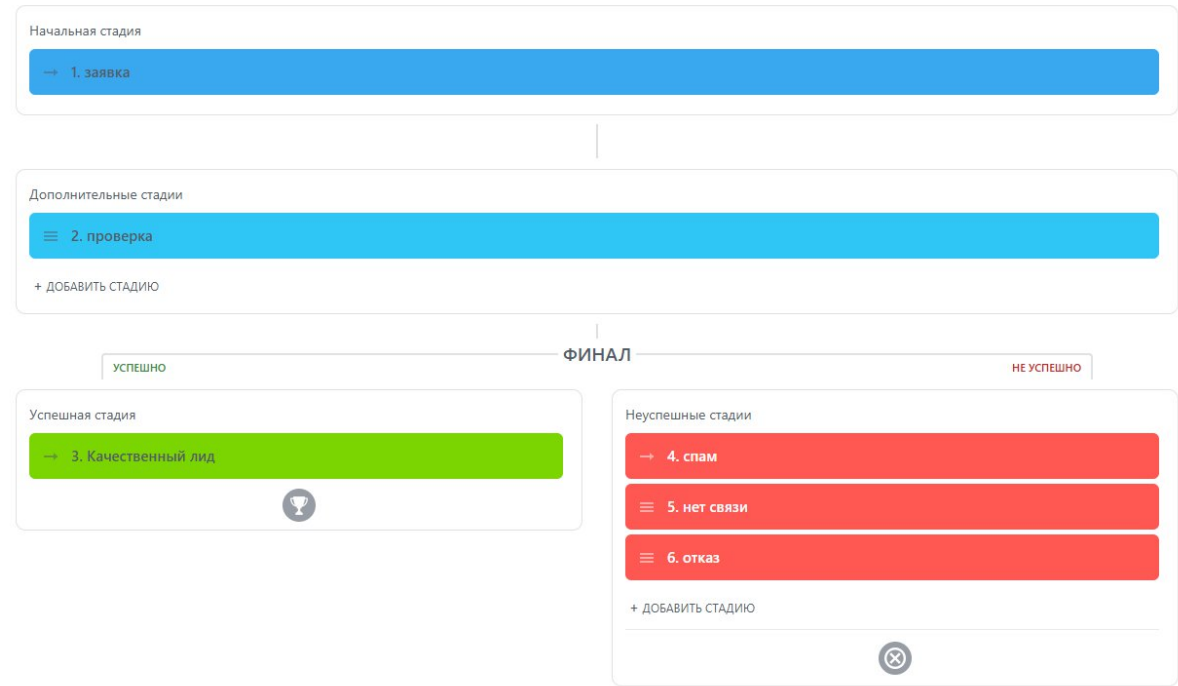 Начальная стадия
1. заявка
Дополнительные стадии
2. проверка
+ ДОБАВИТЬ СТАДИЮ
ФИНАЛ
УСПЕШНО
НЕ УСПЕШНО
Успешная стадия
3. Качественный лид
Неуспешные стадии
4. спам
5. нет связи
6. отказ
+ ДОБАВИТЬ СТАДИЮ